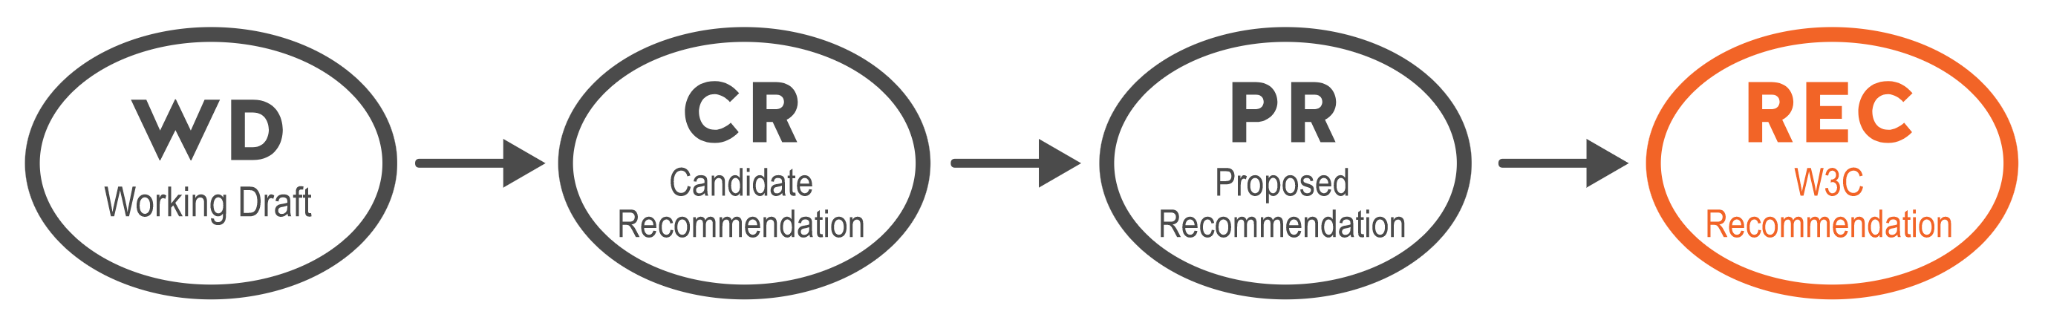 WD
Working Draft
CR
Candidate
Recommendation
PR
Proposed
Recommendation
REC
W3C
Recommendation